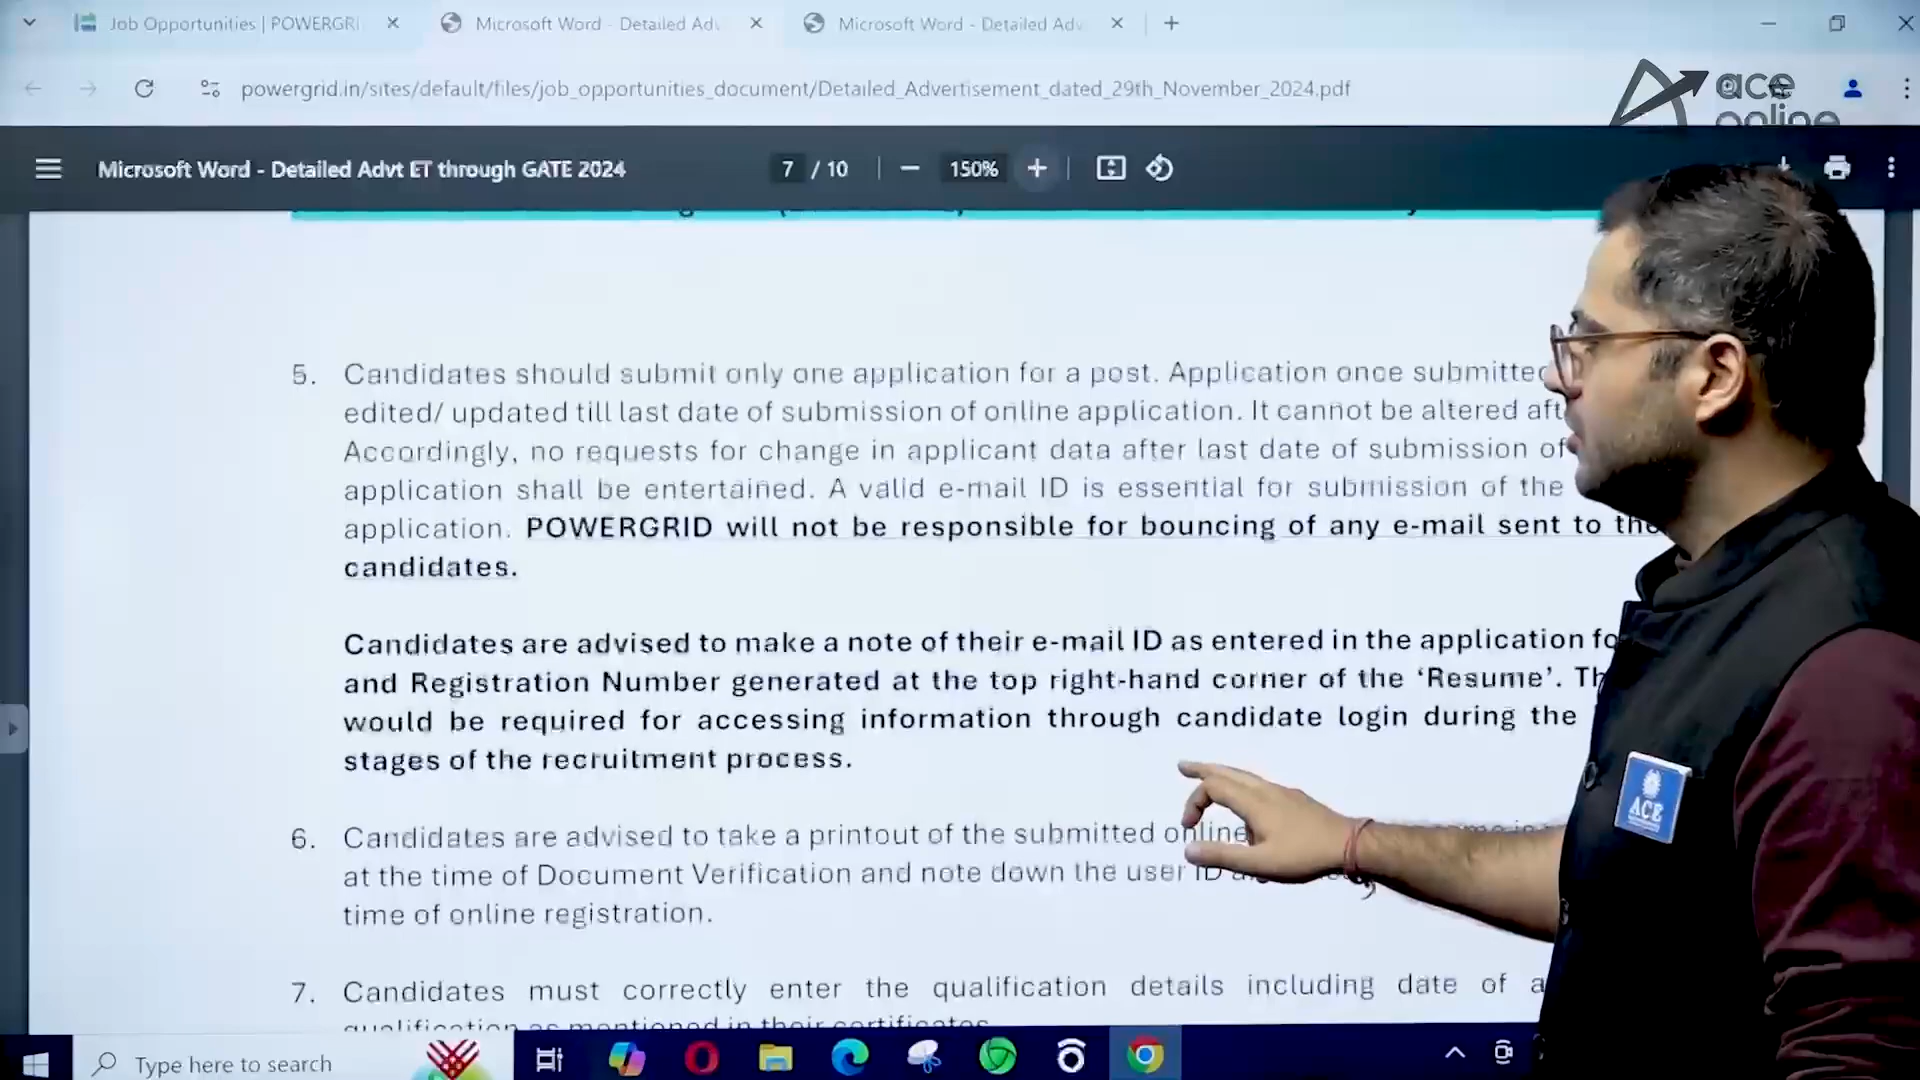 Job Opportunities | POWERGRI
Microsoft Word - Detailed Adv
Microsoft Word - Detailed Adv
powergrid.in/sites/default/files/job_opportunities_document/Detailed_Advertisement_dated_29th_November_2024.pdf
ace
online
Microsoft Word - Detailed Advt ET through GATE 2024
7 / 10
150%
5. Candidates should submit only one application for a post. Application once submitted
edited/ updated till last date of submission of online application. It cannot be altered
Accordingly, no requests for change in applicant data after last date of submission of
application shall be entertained. A valid e-mail ID is essential for submission of the
application. POWERGRID will not be responsible for bouncing of any e-mail sent to the
candidates.
Candidates are advised to make a note of their e-mail ID as entered in the application
and Registration Number generated at the top right-hand corner of the ‘Resume’.
would be required for accessing information through candidate login during the
stages of the recruitment process.
6. Candidates are advised to take a printout of the submitted online
at the time of Document Verification and note down the user ID
time of online registration.
7. Candidates must correctly enter the qualification details including date of
qualification as mentioned in their certificates
ACE
Type here to search